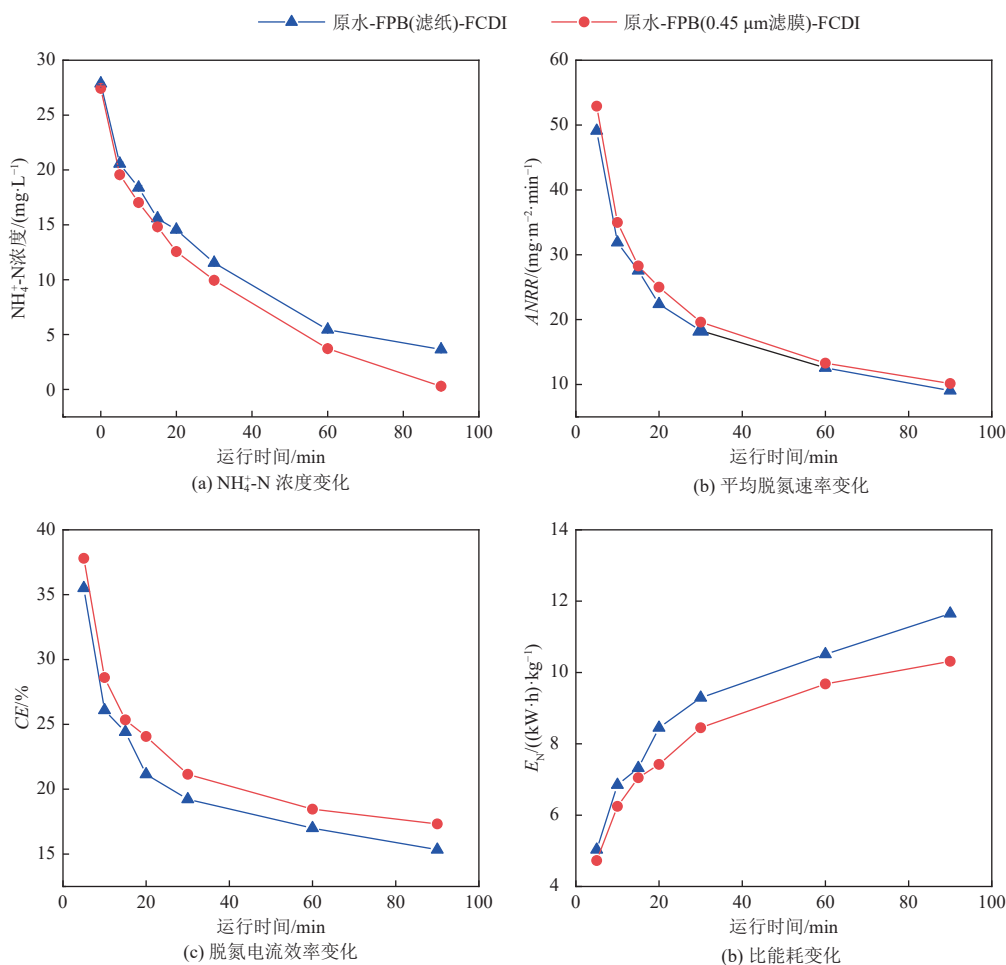 原水-FPB(滤纸)-FCDI 原水-FPB(0.45 μm滤膜)-FCDI
30
25
20
15
10
5
0
NH₄⁺-N浓度/(mg·L⁻¹)
0 20 40 60 80 100
运行时间/min
(a) NH₄⁺-N 浓度变化
60
50
40
30
20
10
ANRR/(mg·m⁻²·min⁻¹)
0 20 40 60 80 100
运行时间/min
(b) 平均脱氮速率变化
40
35
30
25
20
15
CE/%
0 20 40 60 80 100
运行时间/min
(c) 脱氮电流效率变化
14
12
10
8
6
4
E_N/((kW·h)·kg⁻¹)
0 20 40 60 80 100
运行时间/min
(b) 比能耗变化